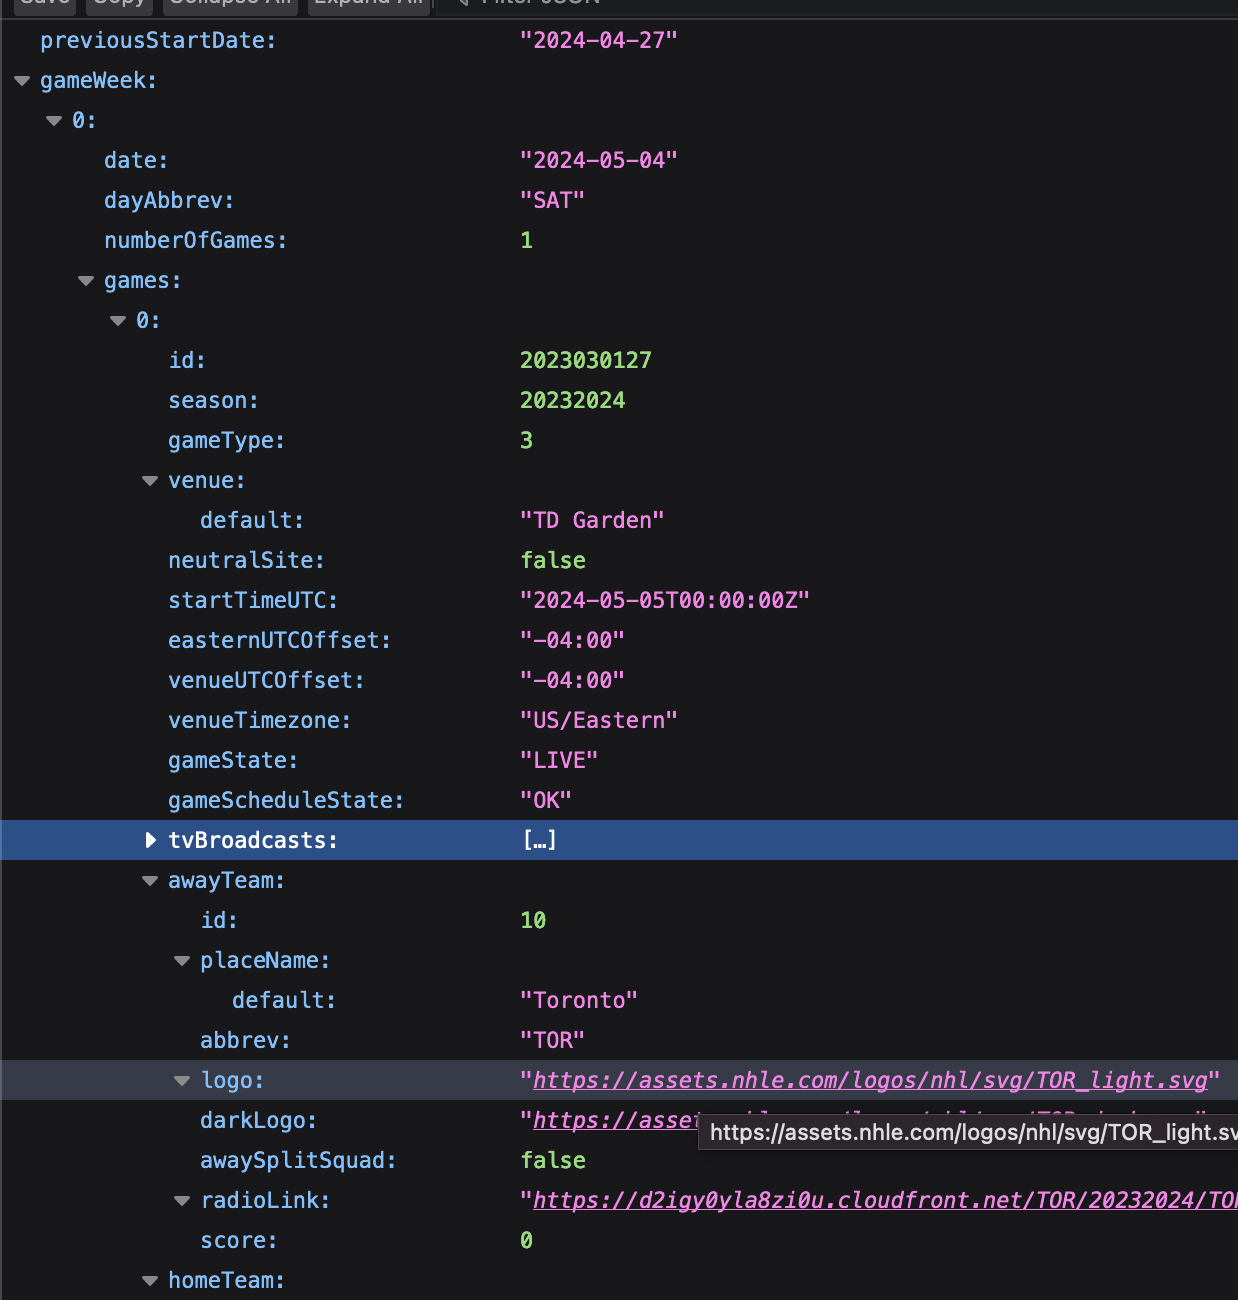 Save Copy Collapse All Expand All Filter JSON
previousStartDate: "2024-04-27"
gameWeek:
0:
date: "2024-05-04"
dayAbbrev: "SAT"
numberOfGames: 1
games:
0:
id: 2023030127
season: 20232024
gameType: 3
venue:
default: "TD Garden"
neutralSite: false
startTimeUTC: "2024-05-05T00:00:00Z"
easternUTCOffset: "-04:00"
venueUTCOffset: "-04:00"
venueTimezone: "US/Eastern"
gameState: "LIVE"
gameScheduleState: "OK"
tvBroadcasts: […]
awayTeam:
id: 10
placeName:
default: "Toronto"
abbrev: "TOR"
logo: "https://assets.nhle.com/logos/nhl/svg/TOR_light.svg"
darkLogo: "https://asset
https://assets.nhle.com/logos/nhl/svg/TOR_light.sv
awaySplitSquad: false
radioLink: "https://d2igy0yla8zi0u.cloudfront.net/TOR/20232024/TOR
score: 0
homeTeam: